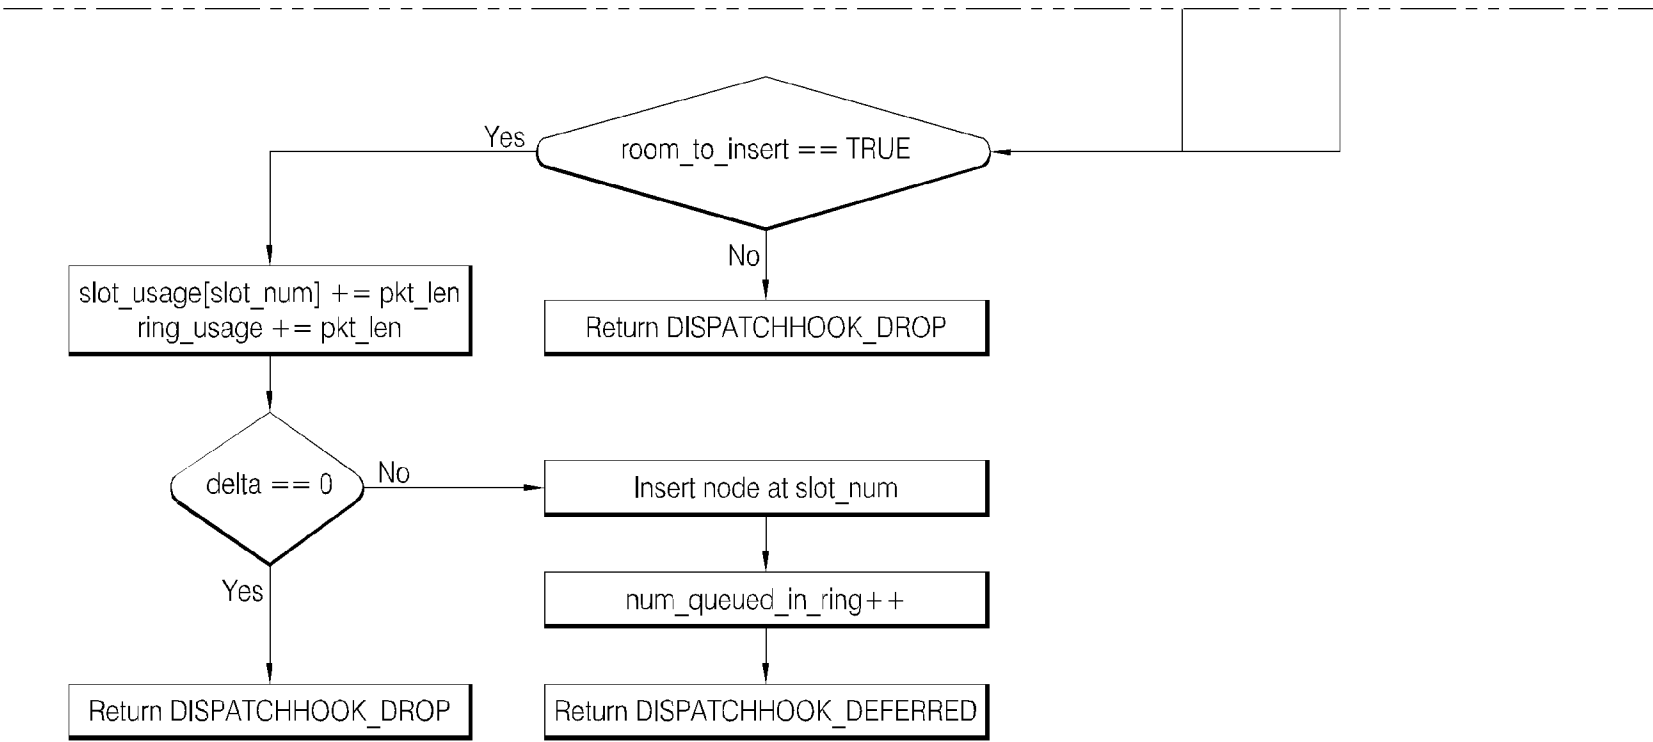 Yes
room_to_insert == TRUE
No
slot_usage[slot_num] += pkt_len
ring_usage += pkt_len
Return DISPATCHHOOK_DROP
delta == 0
No
Insert node at slot_num
Yes
num_queued_in_ring++
Return DISPATCHHOOK_DROP
Return DISPATCHHOOK_DEFERRED